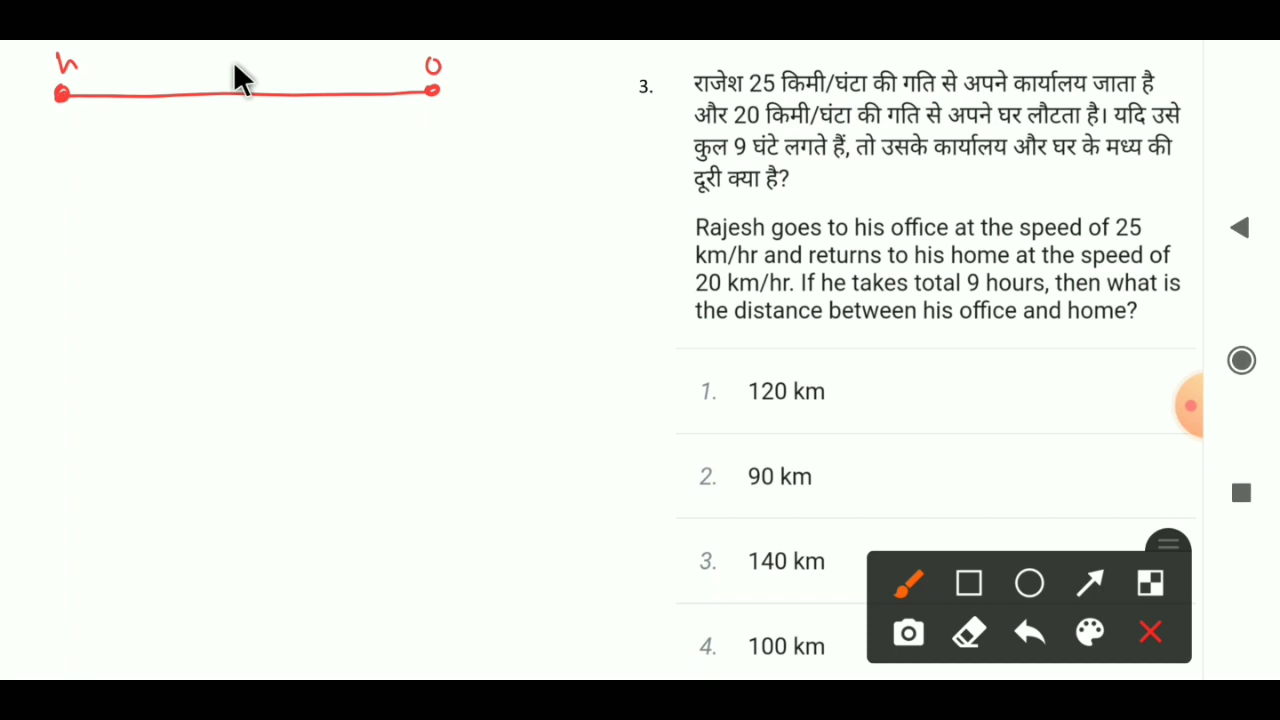 h
O
3.
राजेश 25 किमी/घंटा की गति से अपने कार्यालय जाता है
और 20 किमी/घंटा की गति से अपने घर लौटता है। यदि उसे
कुल 9 घंटे लगते हैं, तो उसके कार्यालय और घर के मध्य की
दूरी क्या है?
Rajesh goes to his office at the speed of 25
km/hr and returns to his home at the speed of
20 km/hr. If he takes total 9 hours, then what is
the distance between his office and home?
1. 120 km
2. 90 km
3. 140 km
4. 100 km